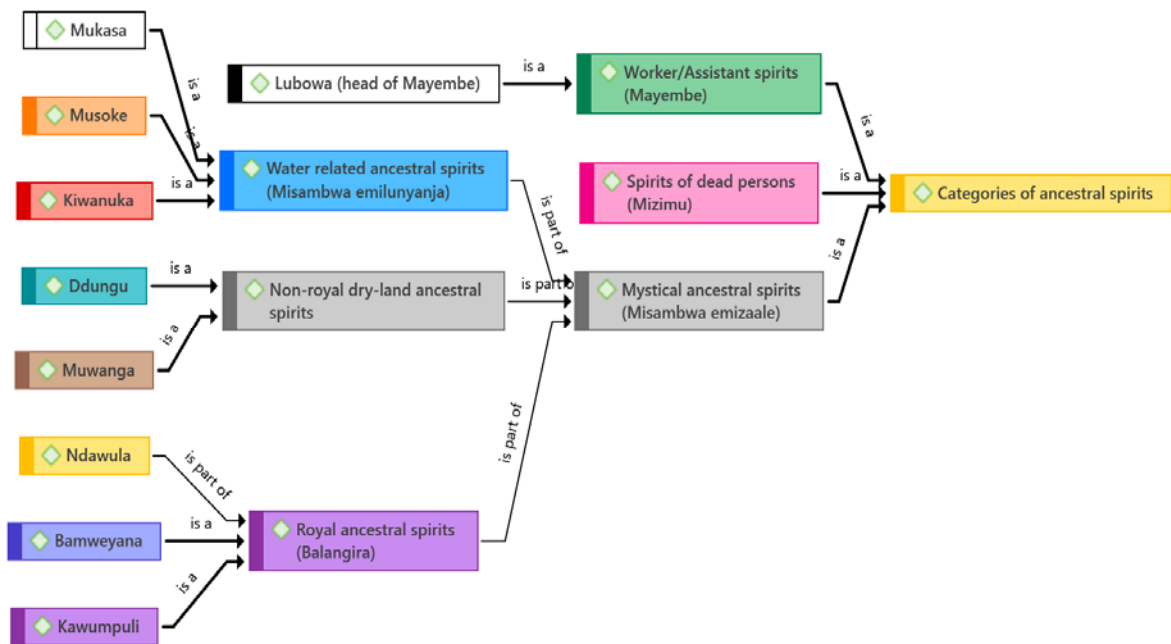 Mukasa
is a
Lubowa (head of Mayembe)
is a
Worker/Assistant spirits
(Mayembe)
is a
Musoke
is a
Water related ancestral spirits
(Misambwa emilunyanja)
Kiwanuka
is a
is part of
Spirits of dead persons
(Mizimu)
is a
Categories of ancestral spirits
is a
Ddungu
is a
Non-royal dry-land ancestral
spirits
is part o
Mystical ancestral spirits
(Misambwa emizaale)
Muwanga
is a
Ndawula
is part of
is part of
Bamweyana
is a
Royal ancestral spirits
(Balangira)
Kawumpuli
is a